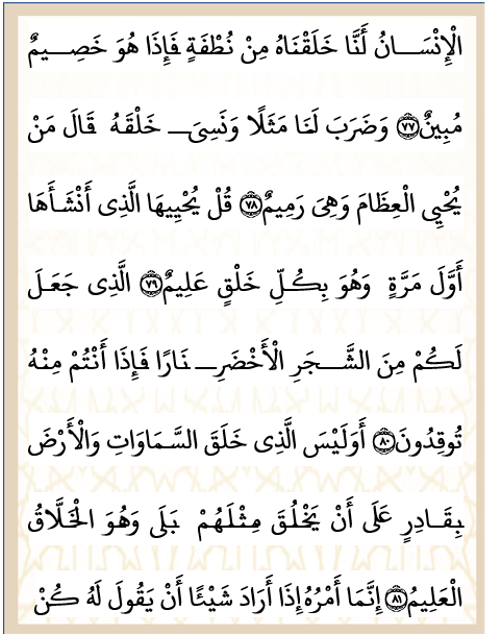 الْإِنْسَانُ أَنَّا خَلَقْنَاهُ مِنْ نُطْفَةٍ فَإِذَا هُوَ خَصِيمٌ
مُبِينٌ ٧٧ وَضَرَبَ لَنَا مَثَلًا وَنَسِيَ خَلْقَهُ قَالَ مَنْ
يُحْيِي الْعِظَامَ وَهِيَ رَمِيمٌ ٧٨ قُلْ يُحْيِيهَا الَّذِي أَنْشَأَهَا
أَوَّلَ مَرَّةٍ وَهُوَ بِكُلِّ خَلْقٍ عَلِيمٌ ٧٩ الَّذِي جَعَلَ
لَكُمْ مِنَ الشَّجَرِ الْأَخْضَرِ نَارًا فَإِذَا أَنْتُمْ مِنْهُ
تُوقِدُونَ ٨٠ أَوَلَيْسَ الَّذِي خَلَقَ السَّمَاوَاتِ وَالْأَرْضَ
بِقَادِرٍ عَلَى أَنْ يَخْلُقَ مِثْلَهُمْ بَلَى وَهُوَ الْخَلَّاقُ
الْعَلِيمُ ٨١ إِنَّمَا أَمْرُهُ إِذَا أَرَادَ شَيْئًا أَنْ يَقُولَ لَهُ كُنْ